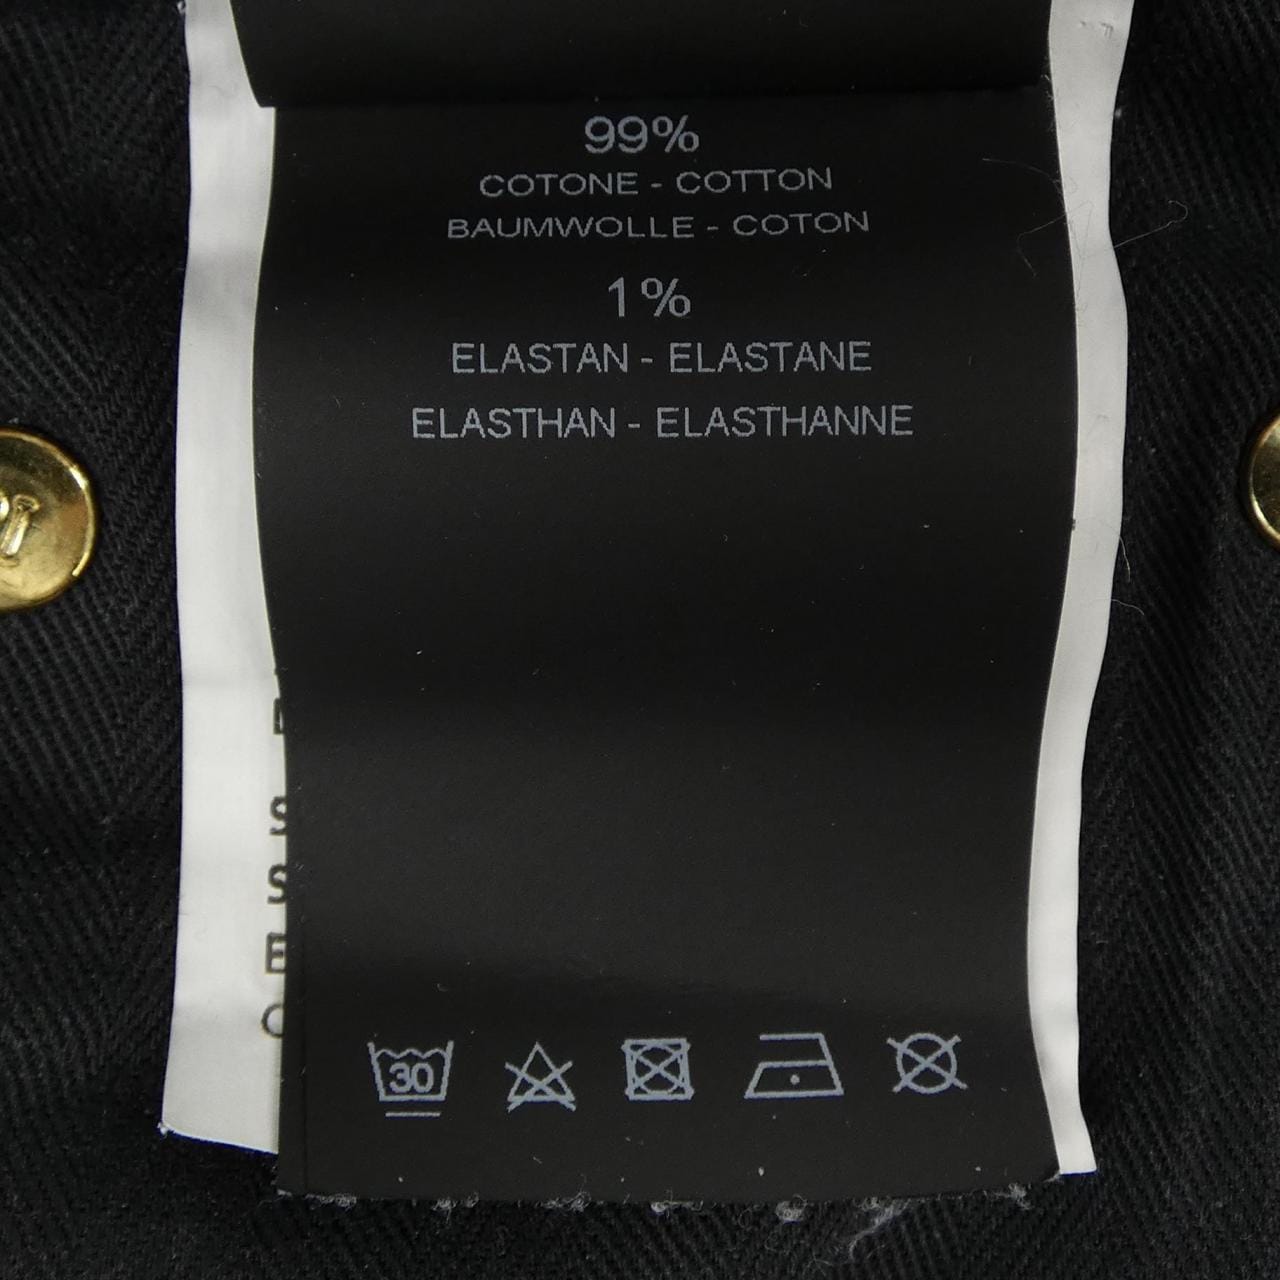 99%
COTONE - COTTON
BAUMWOLLE - COTON
1%
ELASTAN - ELASTANE
ELASTHAN - ELASTHANNE
30